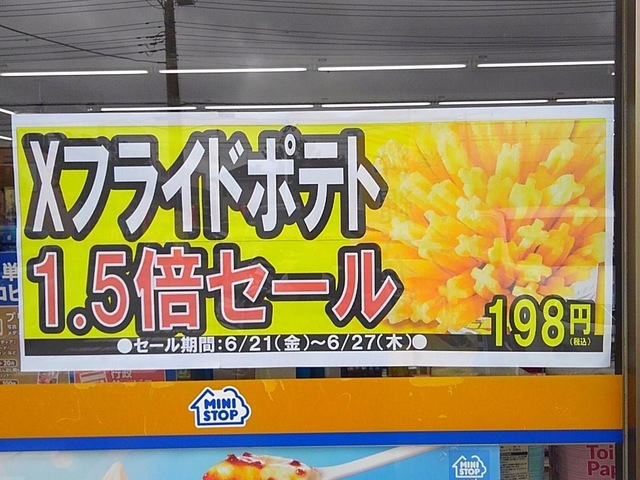 Xフライドポテト
1.5倍セール
198円
(税込)
●セール期間:6/21(金)〜6/27(木)●
MINI
STOP
MINI
STOP